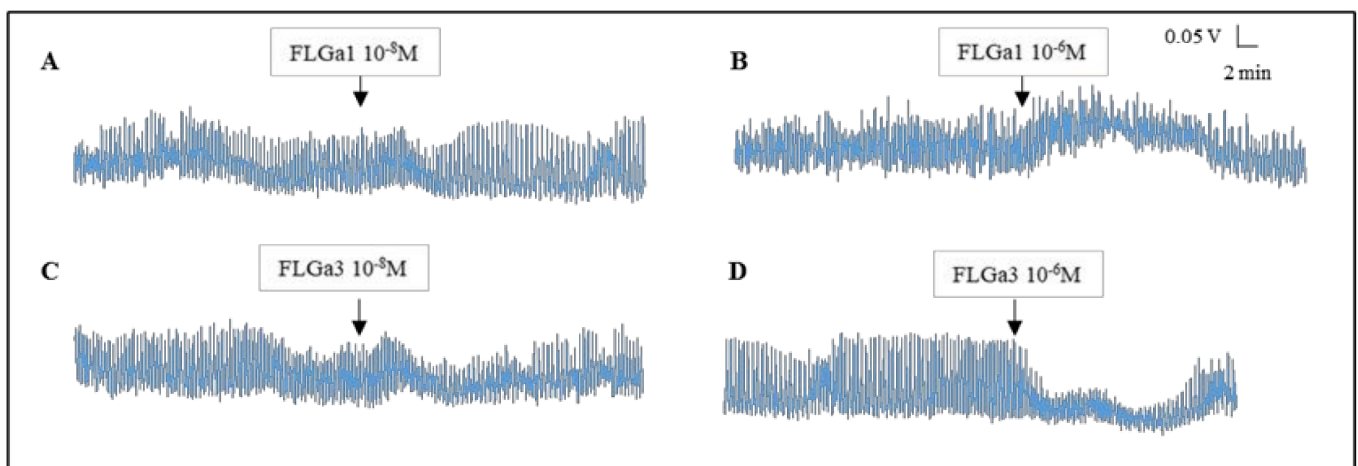 A
FLGa1 10⁻⁸M
B
FLGa1 10⁻⁶M
0.05 V
2 min
C
FLGa3 10⁻⁸M
D
FLGa3 10⁻⁶M